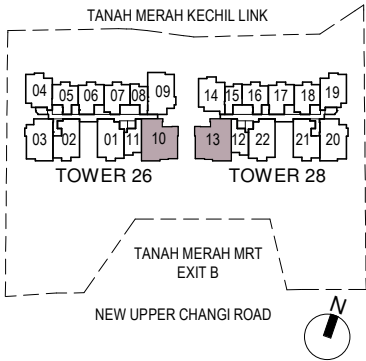 TANAH MERAH KECHIL LINK
04 05 06 07 08 09 14 15 16 17 18 19
03 02 01 11 10 13 12 22 21 20
TOWER 26 TOWER 28
TANAH MERAH MRT
EXIT B
NEW UPPER CHANGI ROAD
N